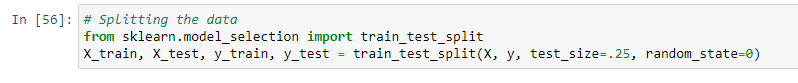 In [56]: # Splitting the data
from sklearn.model_selection import train_test_split
X_train, X_test, y_train, y_test = train_test_split(X, y, test_size=.25, random_state=0)